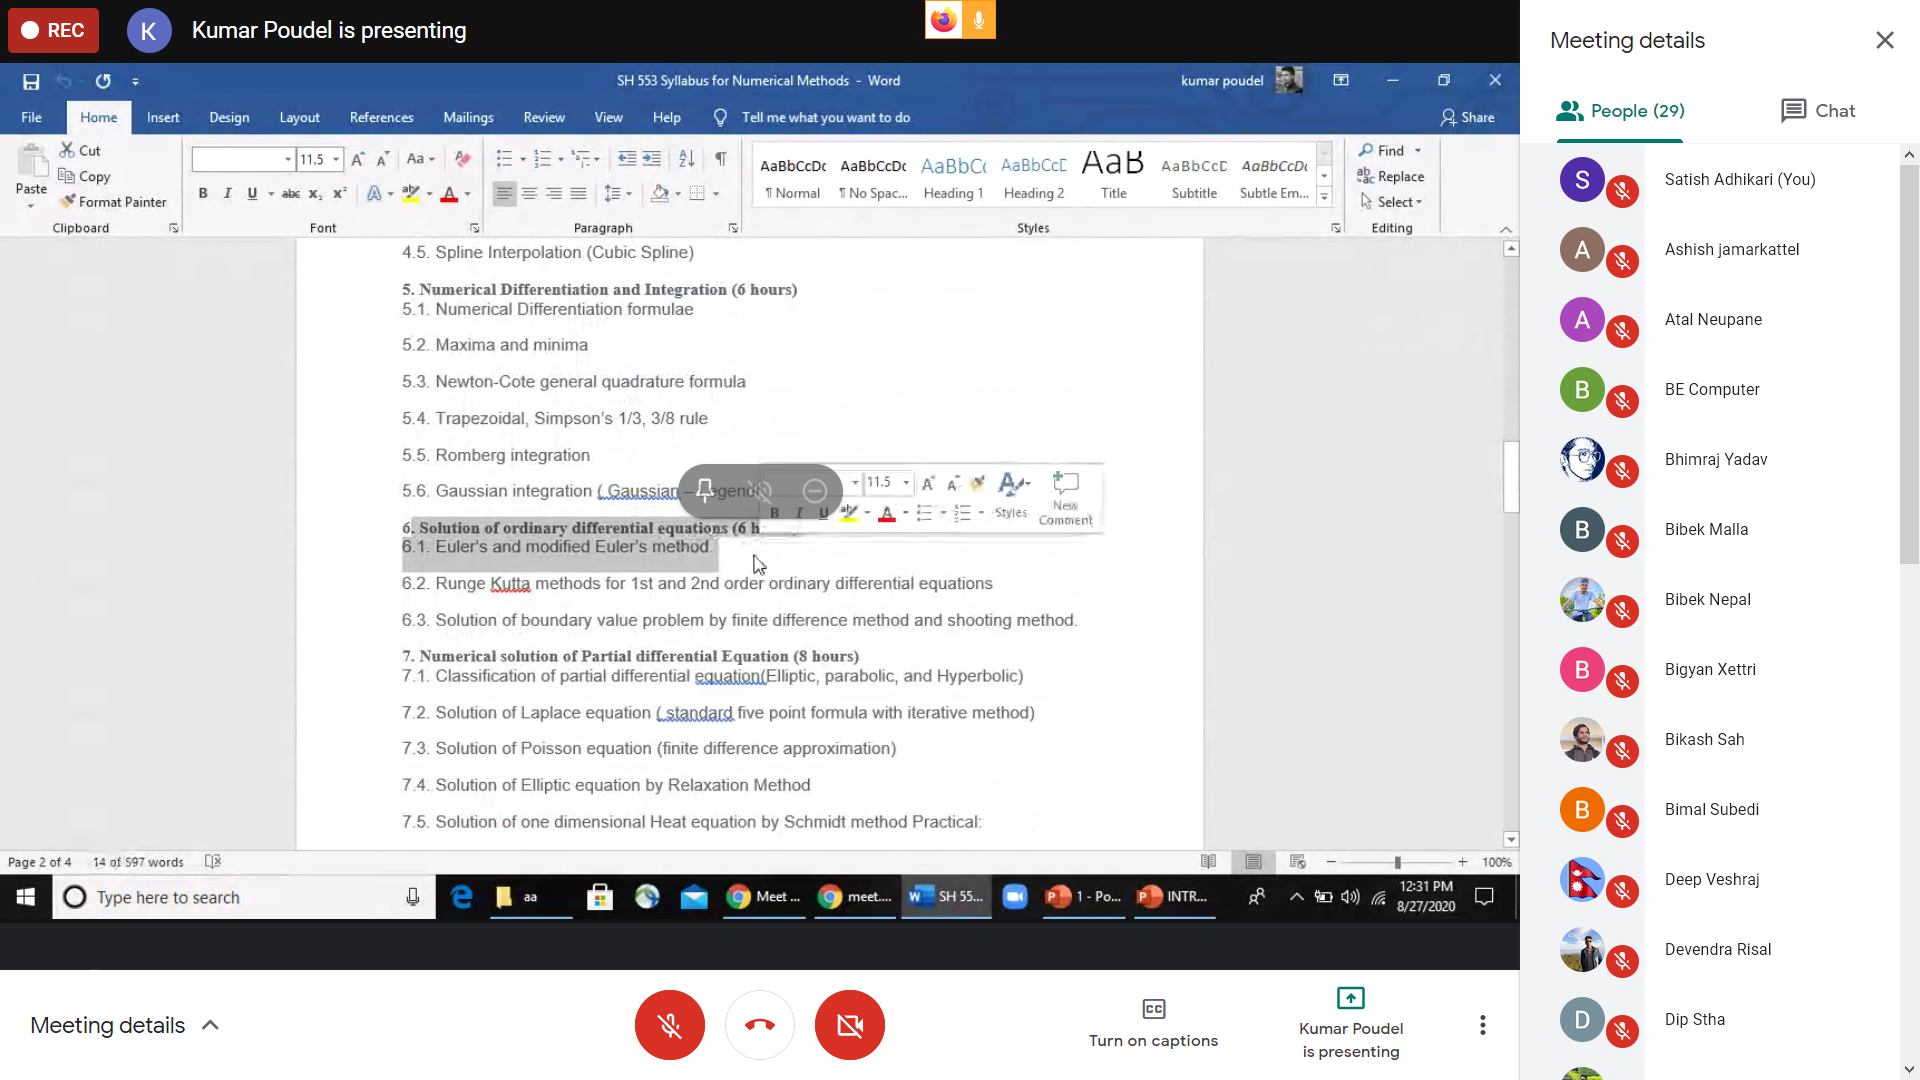 REC
K
Kumar Poudel is presenting
SH 553 Syllabus for Numerical Methods - Word
kumar poudel
File Home Insert Design Layout References Mailings Review View Help Tell me what you want to do Share
Paste
Cut
Copy
Format Painter
Clipboard
11.5
Aa
B I U abc X₂ X² A A
Font
Paragraph
AaBbCcDc AaBbCcDc AaBbC( AaBbCcE AaB AaBbCcD AaBbCcDt
¶ Normal ¶ No Spac... Heading 1 Heading 2 Title Subtitle Subtle Em...
Styles
Find
Replace
Select
Editing
4.5. Spline Interpolation (Cubic Spline)
5. Numerical Differentiation and Integration (6 hours)
5.1. Numerical Differentiation formulae
5.2. Maxima and minima
5.3. Newton-Cote general quadrature formula
5.4. Trapezoidal, Simpson's 1/3, 3/8 rule
5.5. Romberg integration
5.6. Gaussian integration ( Gaussian –
11.5
B I U A Styles New
Comment
6. Solution of ordinary differential equations (6 h
6.1. Euler's and modified Euler's method
6.2. Runge Kutta methods for 1st and 2nd order ordinary differential equations
6.3. Solution of boundary value problem by finite difference method and shooting method.
7. Numerical solution of Partial differential Equation (8 hours)
7.1. Classification of partial differential equation(Elliptic, parabolic, and Hyperbolic)
7.2. Solution of Laplace equation ( standard five point formula with iterative method)
7.3. Solution of Poisson equation (finite difference approximation)
7.4. Solution of Elliptic equation by Relaxation Method
7.5. Solution of one dimensional Heat equation by Schmidt method Practical:
Page 2 of 4 14 of 597 words
100%
Type here to search
aa
Meet ...
meet....
SH 55...
1 - Po...
INTR...
12:31 PM
8/27/2020
Meeting details
Turn on captions
Kumar Poudel
is presenting
Meeting details
People (29)
Chat
S Satish Adhikari (You)
A Ashish jamarkattel
A Atal Neupane
B BE Computer
Bhimraj Yadav
B Bibek Malla
Bibek Nepal
B Bigyan Xettri
Bikash Sah
B Bimal Subedi
Deep Veshraj
Devendra Risal
D Dip Stha